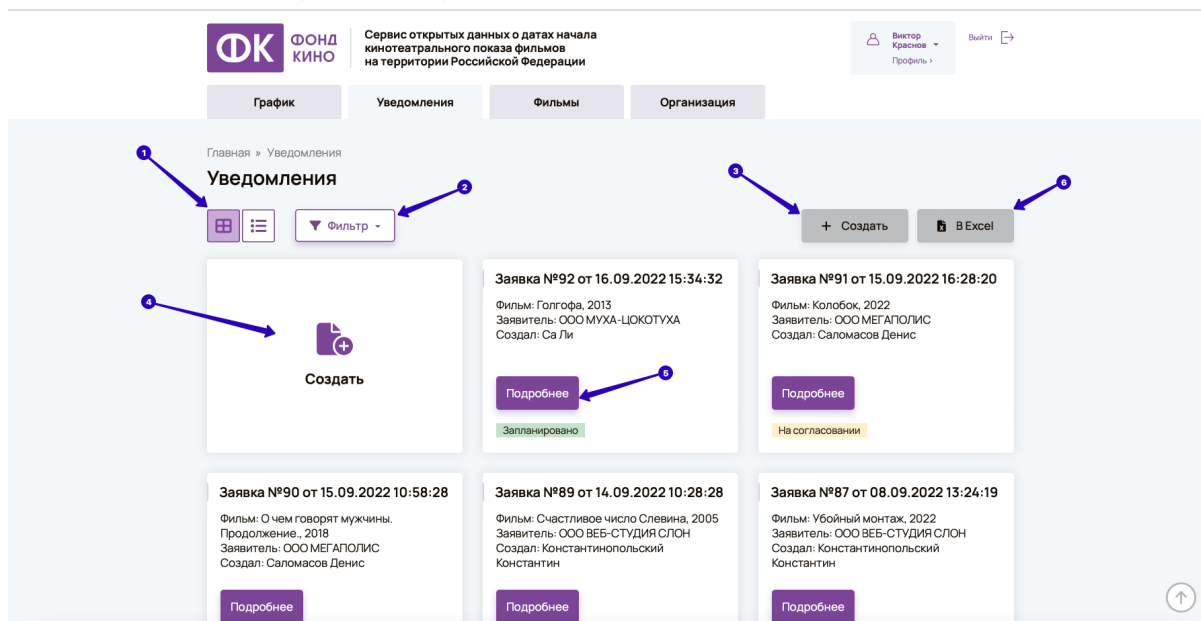 ФК ФОНД КИНО
Сервис открытых данных о датах начала
кинотеатрального показа фильмов
на территории Российской Федерации
Виктор
Краснов
Профиль ›
Выйти
График
Уведомления
Фильмы
Организация
Главная » Уведомления
Уведомления
1
2
3
6
Фильтр
+ Создать
В Excel
4
Создать
Заявка №92 от 16.09.2022 15:34:32
Фильм: Голгофа, 2013
Заявитель: ООО МУХА-ЦОКОТУХА
Создал: Са Ли
5
Подробнее
Запланировано
Заявка №91 от 15.09.2022 16:28:20
Фильм: Колобок, 2022
Заявитель: ООО МЕГАПОЛИС
Создал: Саломасов Денис
Подробнее
На согласовании
Заявка №90 от 15.09.2022 10:58:28
Фильм: О чем говорят мужчины.
Продолжение., 2018
Заявитель: ООО МЕГАПОЛИС
Создал: Саломасов Денис
Подробнее
Заявка №89 от 14.09.2022 10:28:28
Фильм: Счастливое число Слевина, 2005
Заявитель: ООО ВЕБ-СТУДИЯ СЛОН
Создал: Константинопольский
Константин
Подробнее
Заявка №87 от 08.09.2022 13:24:19
Фильм: Убойный монтаж, 2022
Заявитель: ООО ВЕБ-СТУДИЯ СЛОН
Создал: Константинопольский
Константин
Подробнее